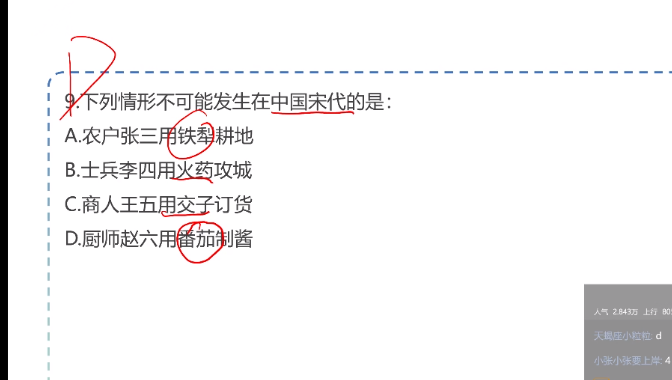 D
9.下列情形不可能发生在中国宋代的是：
A.农户张三用铁犁耕地
B.士兵李四用火药攻城
C.商人王五用交子订货
D.厨师赵六用番茄制酱
人气 2.843万 上行 80
天蝎座小粒粒: d
小张小张要上岸: 4